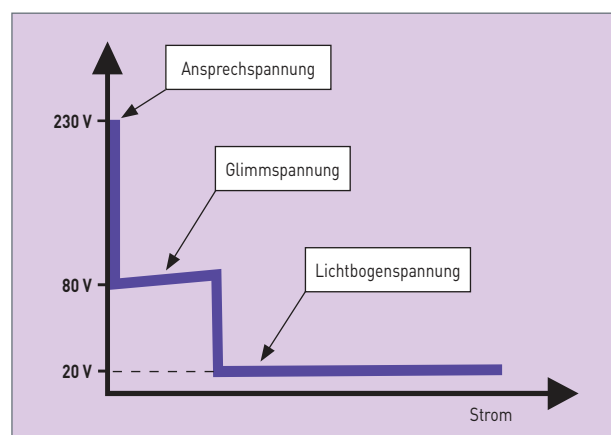 Ansprechspannung
230 V
Glimmspannung
Lichtbogenspannung
80 V
20 V
Strom